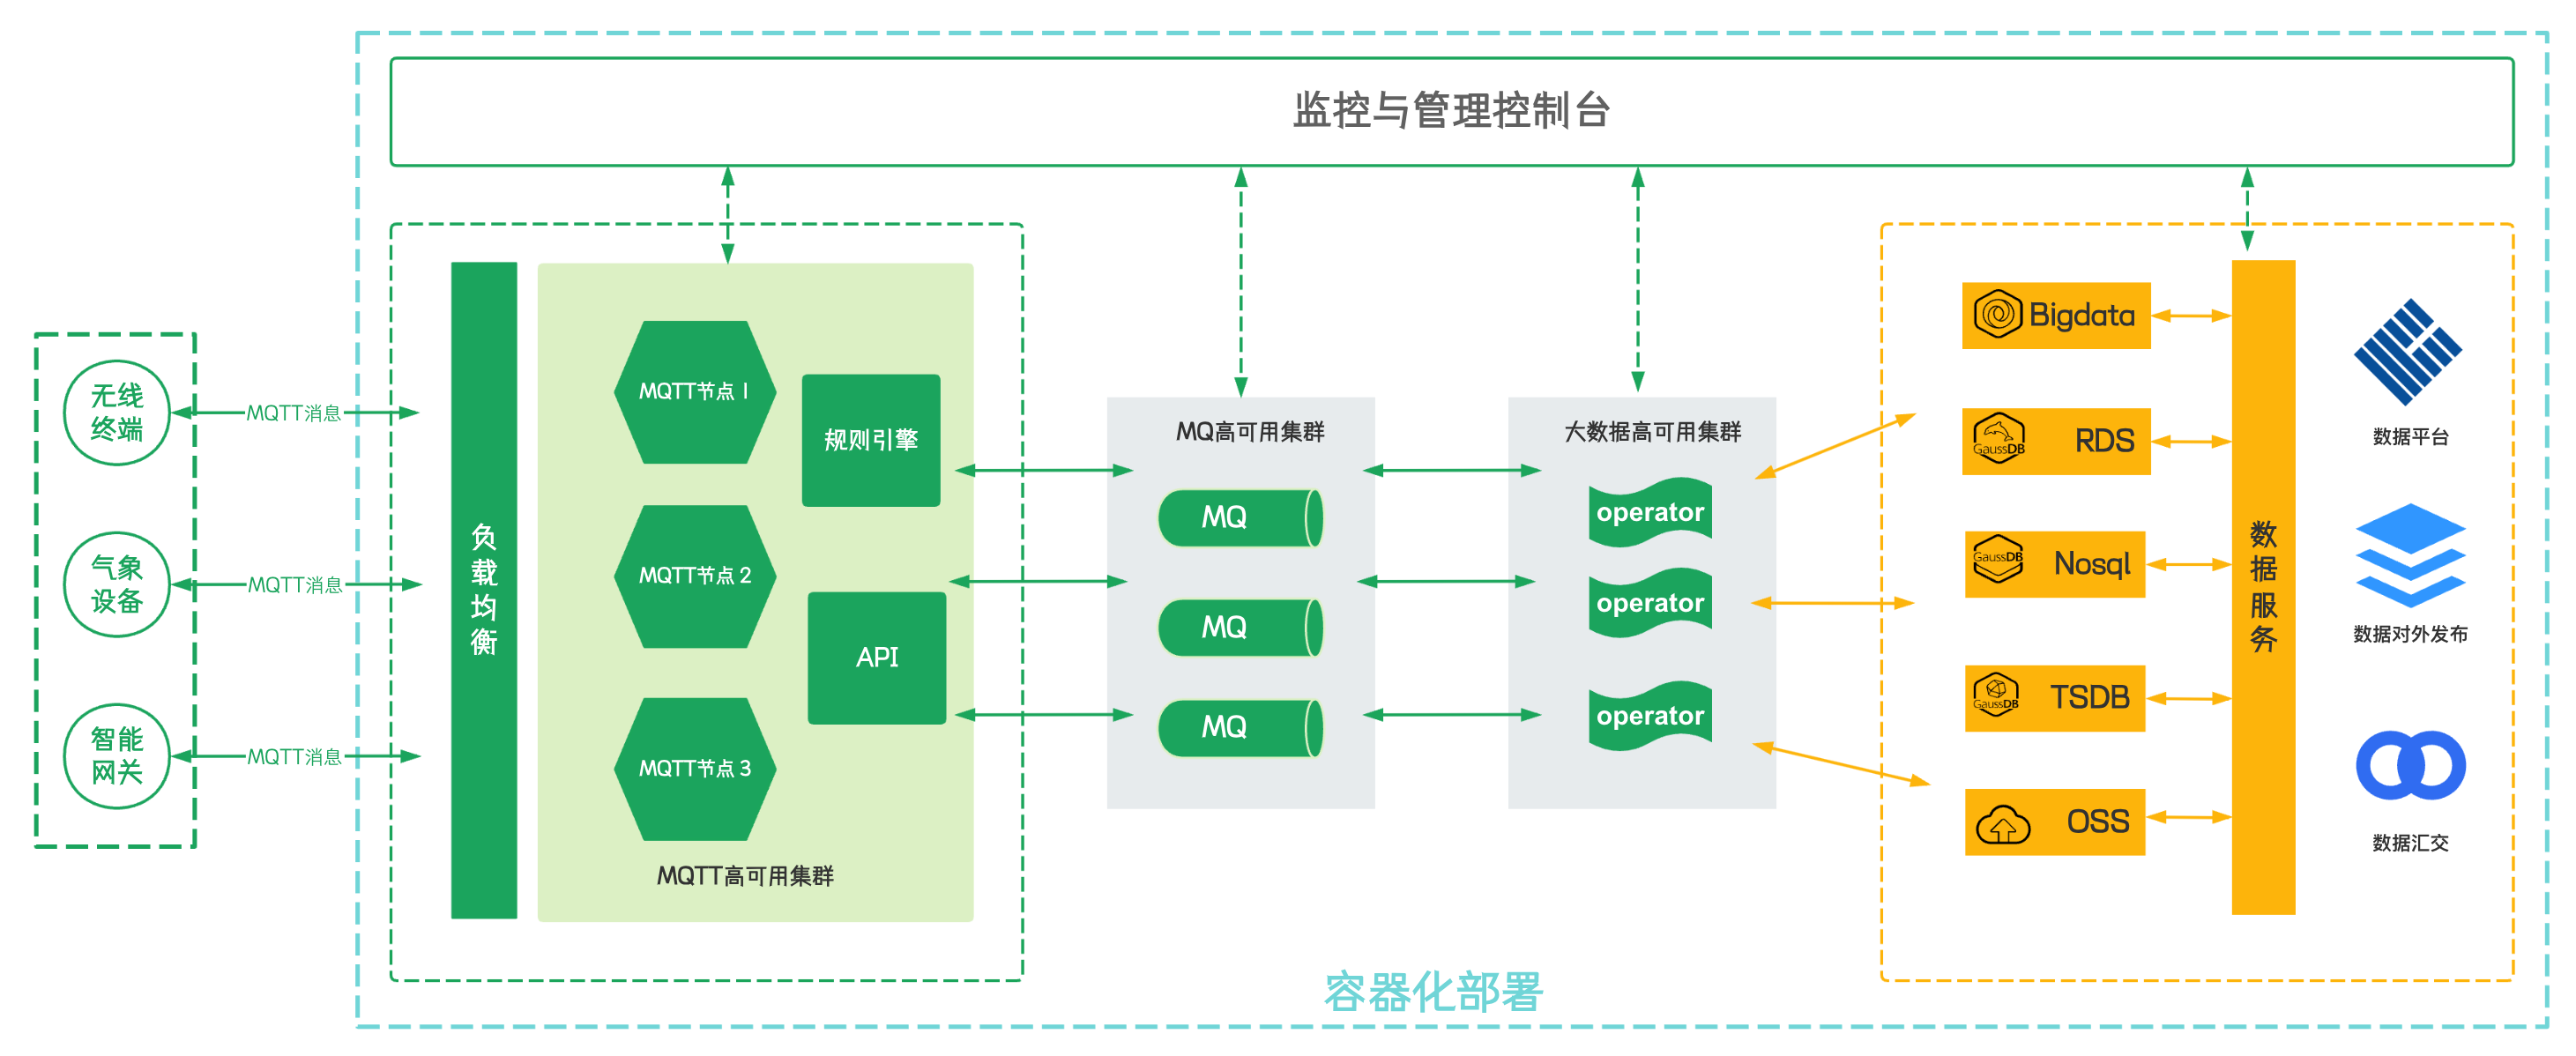 监控与管理控制台
无线
终端
气象
设备
智能
网关
MQTT消息
MQTT消息
MQTT消息
负
载
均
衡
MQTT节点 1
MQTT节点 2
MQTT节点 3
规则引擎
API
MQTT高可用集群
MQ高可用集群
MQ
MQ
MQ
大数据高可用集群
operator
operator
operator
Bigdata
GaussDB
RDS
GaussDB
Nosql
GaussDB
TSDB
OSS
数
据
服
务
数据平台
数据对外发布
数据汇交
容器化部署